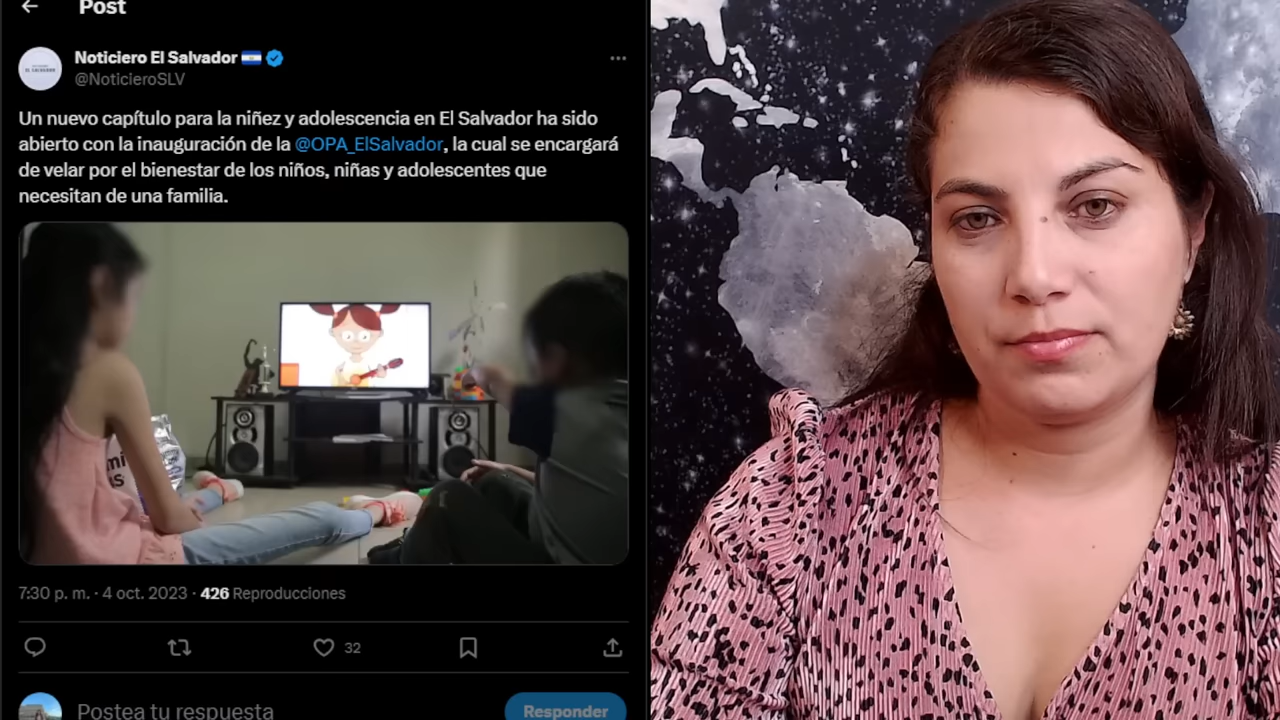 Post
Noticiero El Salvador
@NoticieroSLV
Un nuevo capítulo para la niñez y adolescencia en El Salvador ha sido
abierto con la inauguración de la @OPA_ElSalvador, la cual se encargará
de velar por el bienestar de los niños, niñas y adolescentes que
necesitan de una familia.
7:30 p. m. · 4 oct. 2023 · 426 Reproducciones
32
Postea tu respuesta
Responder